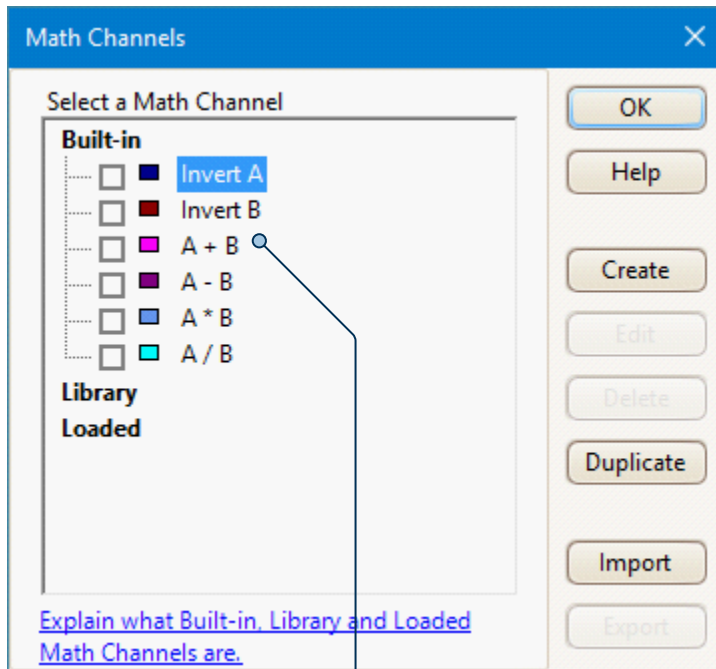 Math Channels
Select a Math Channel
Built-in
Invert A
Invert B
A + B
A - B
A * B
A / B
Library
Loaded
Explain what Built-in, Library and Loaded
Math Channels are.
OK
Help
Create
Edit
Delete
Duplicate
Import
Export